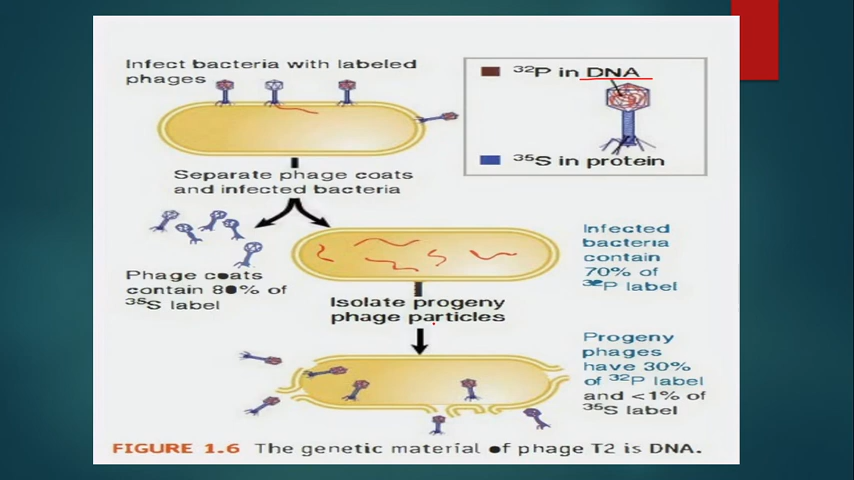 Infect bacteria with labeled
phages
32P in DNA
35S in protein
Separate phage coats
and infected bacteria
Phage coats
contain 80% of
35S label
Infected
bacteria
contain
70% of
32P label
Isolate progeny
phage particles
Progeny
phages
have 30%
of 32P label
and <1% of
35S label
FIGURE 1.6 The genetic material of phage T2 is DNA.